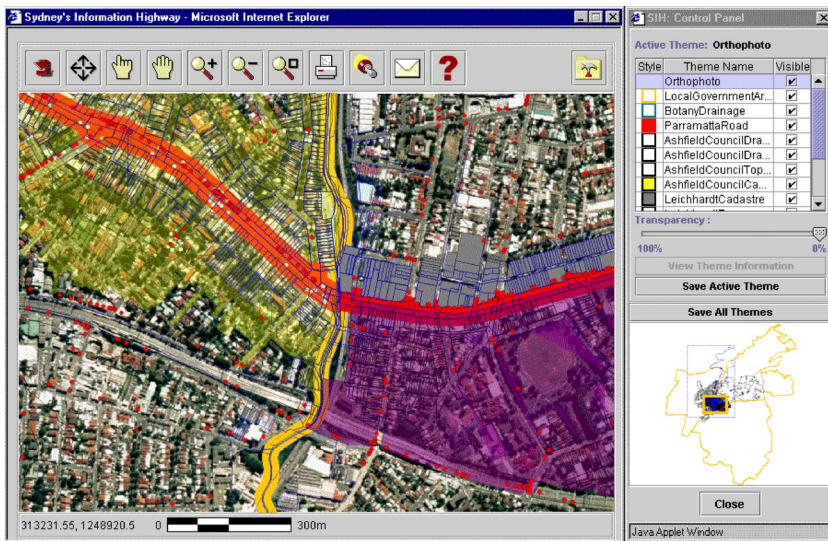 Sydney's Information Highway - Microsoft Internet Explorer
SIH: Control Panel
Active Theme: Orthophoto
Style Theme Name Visible
Orthophoto
LocalGovernmentAr...
BotanyDrainage
ParramattaRoad
AshfieldCouncilDra...
AshfieldCouncilDra...
AshfieldCouncilTop...
AshfieldCouncilCa...
LeichhardtCadastre
Transparency :
100% 0%
View Theme Information
Save Active Theme
Save All Themes
Close
313231.55, 1248920.5 0 300m
Java Applet Window